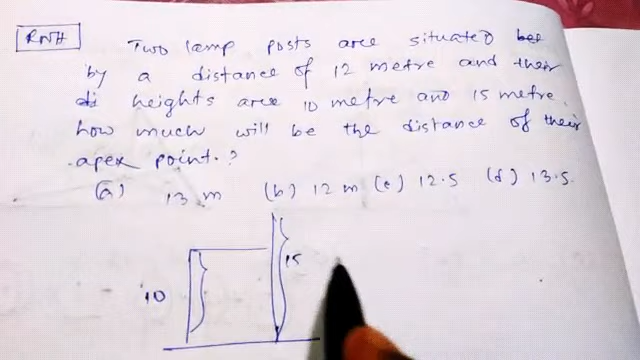 RNH
Two lamp posts are situated
by a distance of 12 metre and their
heights are 10 metre and 15 metre.
how much will be the distance of their
apex point.?
(a) 13 m (b) 12 m (c) 12.5 (d) 13.5.
10
15